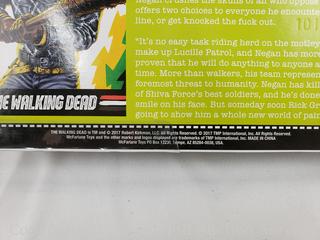 Negan crushes the skulls of all who oppose
offers two choices to everyone he encounte
line, or get knocked the fuck out.
"It's no easy task riding herd on the motley
make up Lucille Patrol, and Negan has more
proven that he will do anything to anyone a
time. More than walkers, his team represen
foremost threat to humanity. Negan has kill
of Shiva Force's best soldiers, and he's done
smile on his face. But someday soon Rick Gr
going to show him a whole new world of pain
THE WALKING DEAD
THE WALKING DEAD is TM and © 2017 Robert Kirkman, LLC. All Rights Reserved. © 2017 TMP International, Inc. All Rights Reserved.
McFarlane Toys and the other marks and logos displayed are trademarks of TMP International, Inc. MADE IN CHINA
McFarlane Toys PO Box 12230, Tempe, AZ 85284-0038, USA.